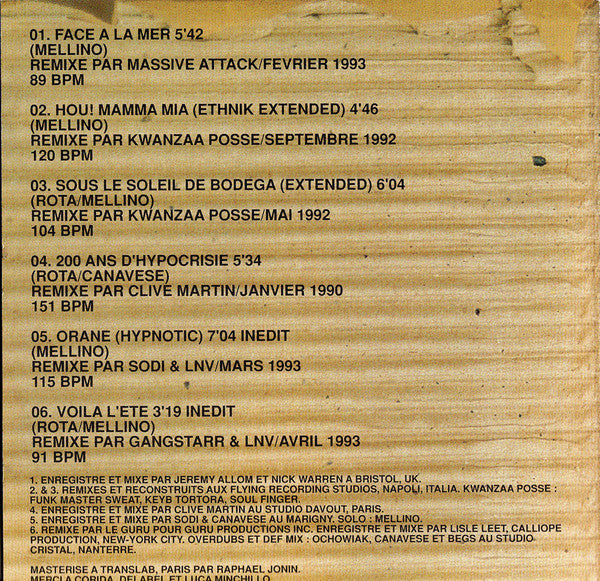 01. FACE A LA MER 5'42
(MELLINO)
REMIXE PAR MASSIVE ATTACK/FEVRIER 1993
89 BPM
02. HOU! MAMMA MIA (ETHNIK EXTENDED) 4'46
(MELLINO)
REMIXE PAR KWANZAA POSSE/SEPTEMBRE 1992
120 BPM
03. SOUS LE SOLEIL DE BODEGA (EXTENDED) 6'04
(ROTA/MELLINO)
REMIXE PAR KWANZAA POSSE/MAI 1992
104 BPM
04. 200 ANS D'HYPOCRISIE 5'34
(ROTA/CANAVESE)
REMIXE PAR CLIVE MARTIN/JANVIER 1990
151 BPM
05. ORANE (HYPNOTIC) 7'04 INEDIT
(MELLINO)
REMIXE PAR SODI & LNV/MARS 1993
115 BPM
06. VOILA L'ETE 3'19 INEDIT
(ROTA/MELLINO)
REMIXE PAR GANGSTARR & LNV/AVRIL 1993
91 BPM
1. ENREGISTRE ET MIXE PAR JEREMY ALLOM ET NICK WARREN A BRISTOL, UK.
2. & 3. REMIXES ET RECONSTRUITS AUX FLYING RECORDING STUDIOS, NAPOLI, ITALIA. KWANZAA POSSE :
FUNK MASTER SWEAT, KEYB TORTORA, SOUL FINGER.
4. ENREGISTRE ET MIXE PAR CLIVE MARTIN AU STUDIO DAVOUT, PARIS.
5. ENREGISTRE ET MIXE PAR SODI & CANAVESE AU MARIGNY. SOLO : MELLINO.
6. REMIXE PAR LE GURU POUR GURU PRODUCTIONS INC. ENREGISTRE ET MIXE PAR LISLE LEET, CALLIOPE
PRODUCTION, NEW-YORK CITY. OVERDUBS ET DEF MIX : OCHOWIAK, CANAVESE ET BEGS AU STUDIO
CRISTAL, NANTERRE.
MASTERISE A TRANSLAB, PARIS PAR RAPHAEL JONIN.
MERCI A CORIDA, DELABEL ET LUCA MINCHILLO